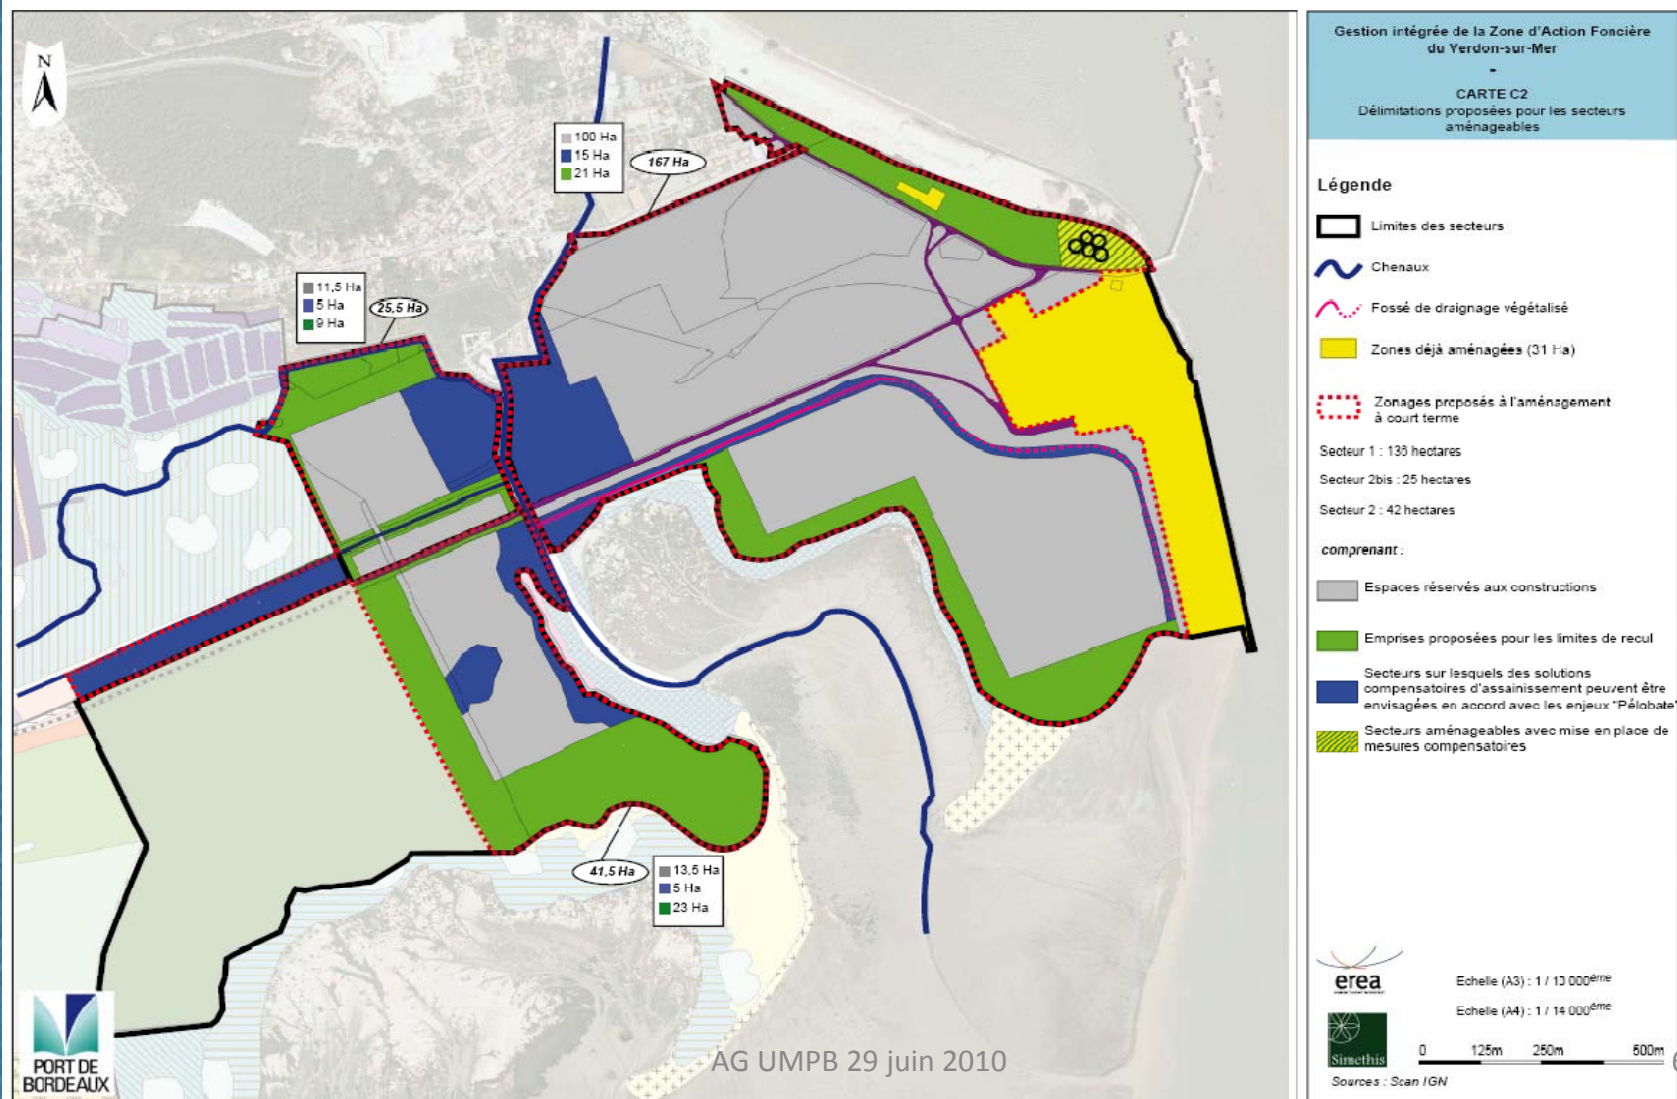 N
100 Ha
15 Ha
21 Ha
167 Ha
11,5 Ha
5 Ha
9 Ha
25,5 Ha
41,5 Ha
13,5 Ha
5 Ha
23 Ha
PORT DE
BORDEAUX
AG UMPB 29 juin 2010
Gestion intégrée de la Zone d'Action Foncière
du Verdon-sur-Mer
-
CARTE C2
Délimitations proposées pour les secteurs
aménageables
Légende
Limites des secteurs
Chenaux
Fossé de draignage végétalisé
Zones déjà aménagées (31 Ha)
Zonages proposés à l'aménagement
à court terme
Secteur 1 : 136 hectares
Secteur 2bis : 25 hectares
Secteur 2 : 42 hectares
comprenant :
Espaces réservés aux constructions
Emprises proposées pour les limites de recul
Secteurs sur lesquels des solutions
compensatoires d'assainissement peuvent être
envisagées en accord avec les enjeux "Pélobate"
Secteurs aménageables avec mise en place de
mesures compensatoires
erea
Echelle (A3) : 1 / 10 000ème
Echelle (A4) : 1 / 14 000ème
Simethis
0 125m 250m 500m
6
Sources : Scan IGN